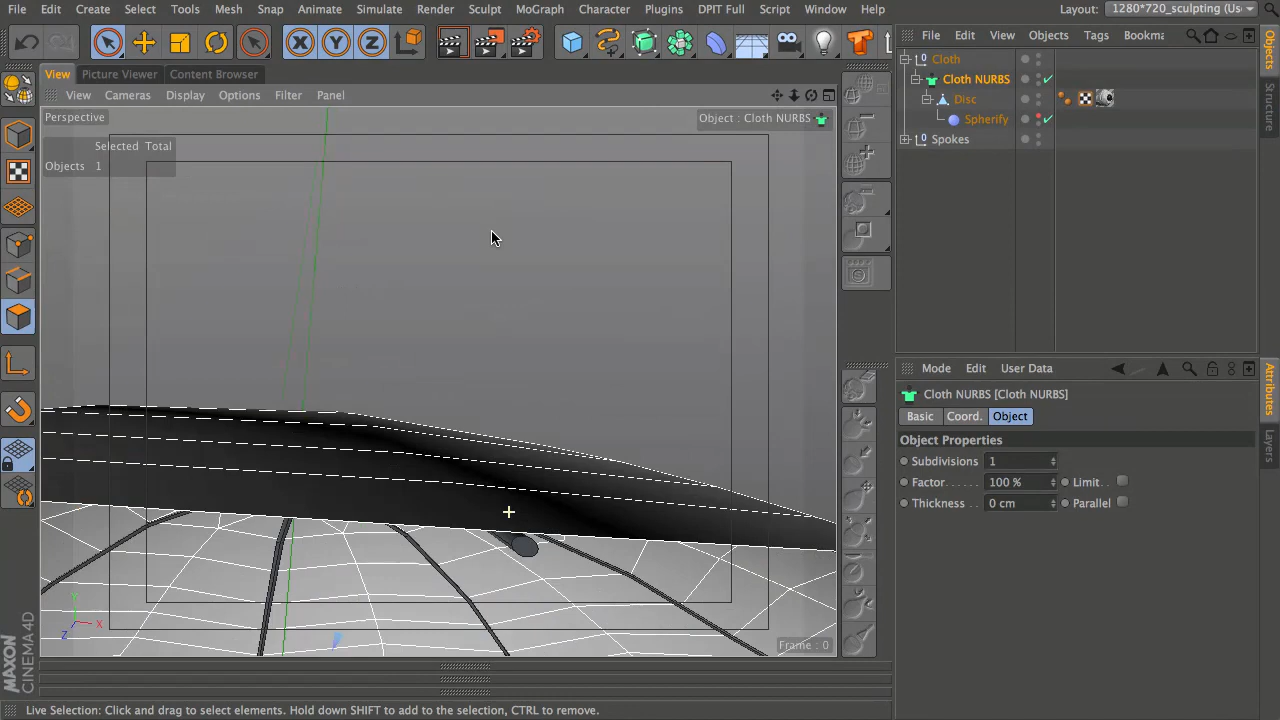 File Edit Create Select Tools Mesh Snap Animate Simulate Render Sculpt MoGraph Character Plugins DPIT Full Script Window Help Layout: 1280*720_sculpting (Us
View Picture Viewer Content Browser
View Cameras Display Options Filter Panel
Perspective
Object : Cloth NURBS
Selected Total
Objects 1
Y
X
Z
Frame : 0
MAXON
CINEMA4D
Live Selection: Click and drag to select elements. Hold down SHIFT to add to the selection, CTRL to remove.
File Edit View Objects Tags Bookma
Cloth
Cloth NURBS
Disc
Spherify
Spokes
Objects
Structure
Mode Edit User Data
Cloth NURBS [Cloth NURBS]
Basic Coord. Object
Object Properties
Subdivisions 1
Factor..... 100 % Limit..
Thickness.. 0 cm Parallel
Attributes
Layers